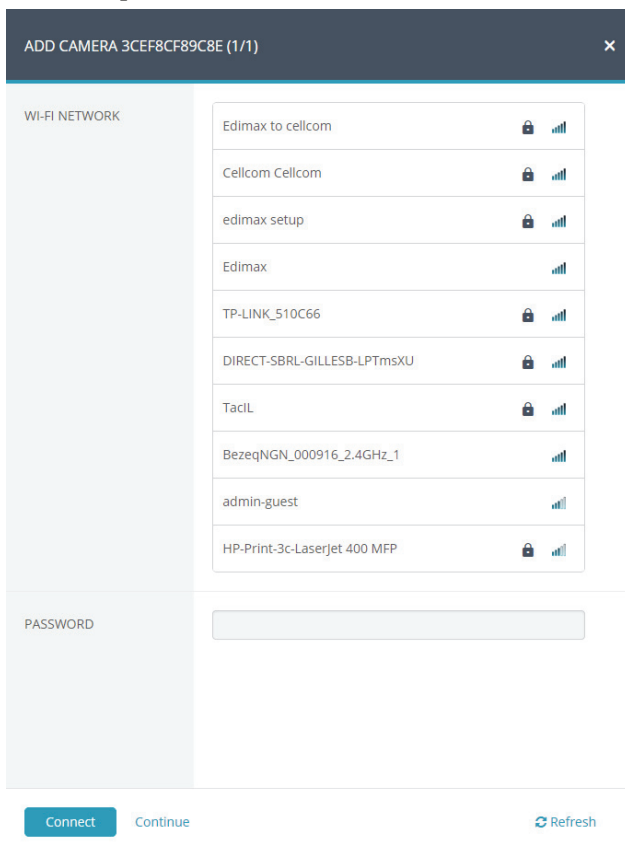 ADD CAMERA 3CEF8CF89C8E (1/1)
WI-FI NETWORK
Edimax to cellcom
Cellcom Cellcom
edimax setup
Edimax
TP-LINK_510C66
DIRECT-SBRL-GILLESB-LPTmsXU
TacIL
BezeqNGN_000916_2.4GHz_1
admin-guest
HP-Print-3c-LaserJet 400 MFP
PASSWORD
Connect Continue Refresh